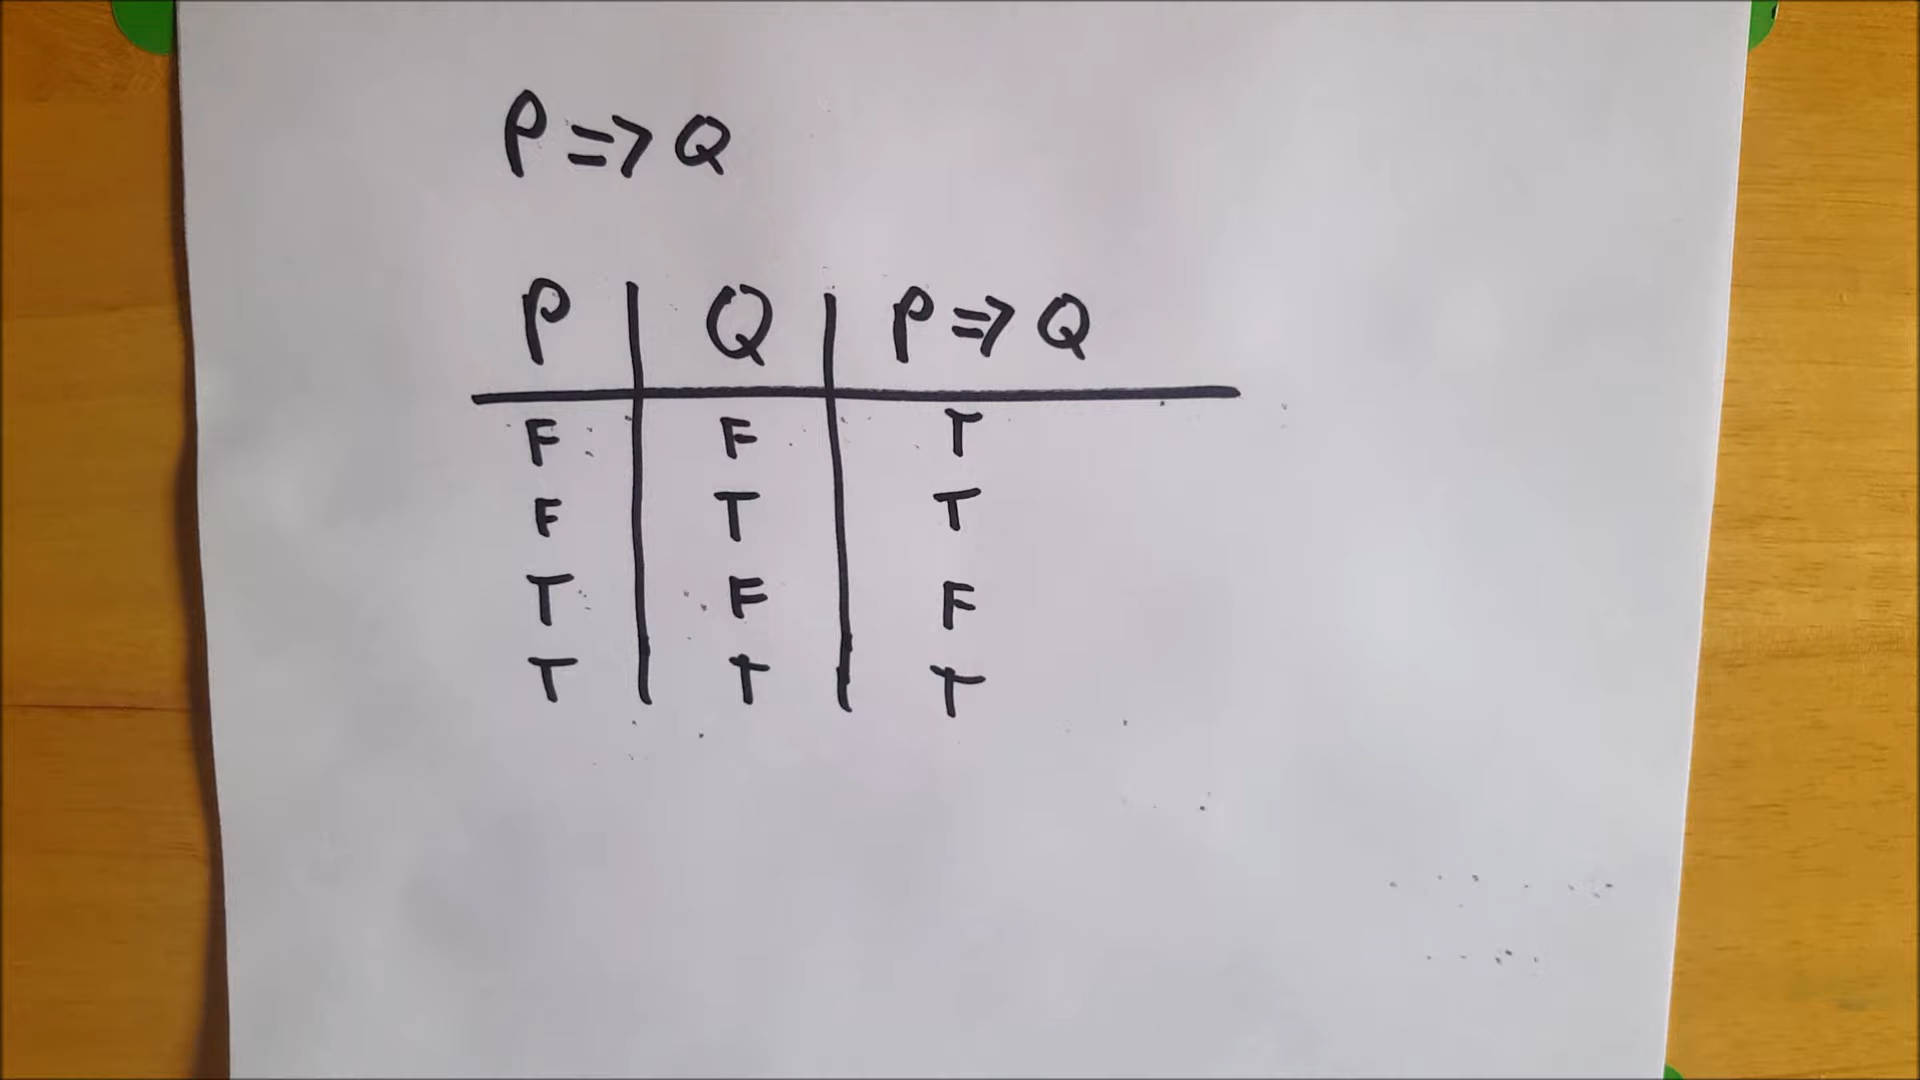 P => Q
P | Q | P => Q
F | F | T
F | T | T
T | F | F
T | T | T